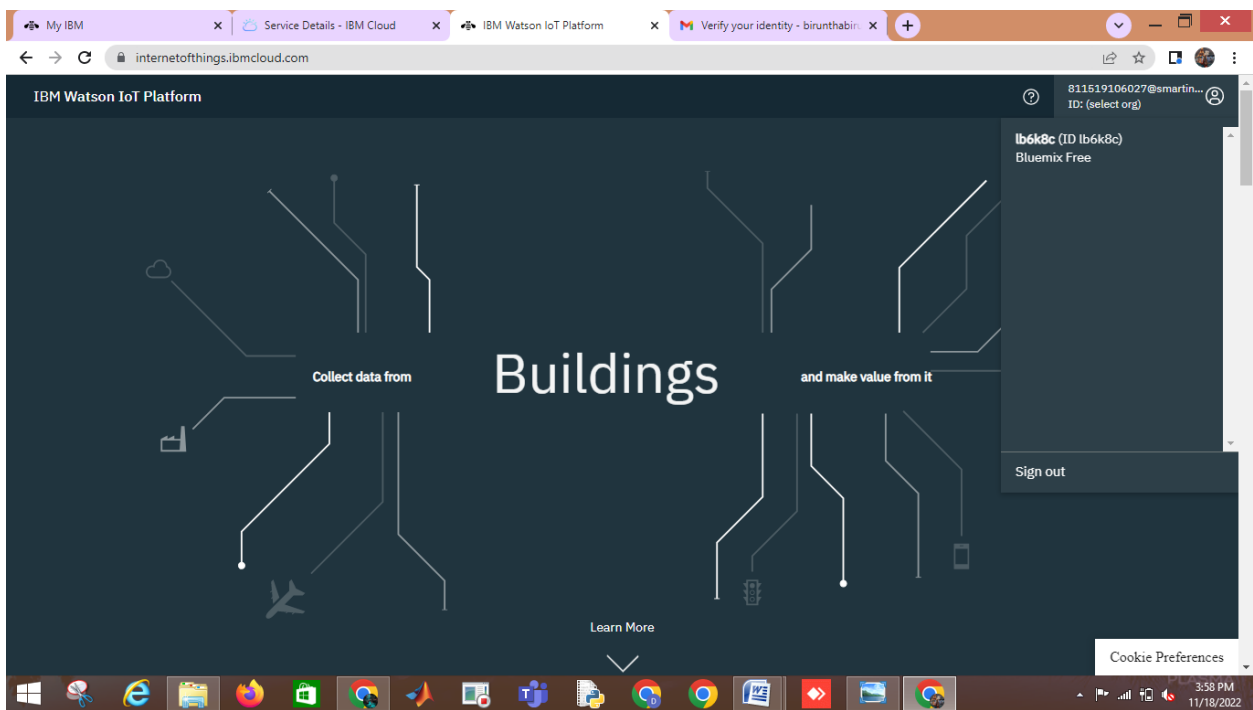 My IBM
Service Details - IBM Cloud
IBM Watson IoT Platform
Verify your identity - birunthabiru
internetofthings.ibmcloud.com
IBM Watson IoT Platform
811519106027@smartin...
ID: (select org)
lb6k8c (ID lb6k8c)
Bluemix Free
Collect data from
Buildings
and make value from it
Sign out
Learn More
Cookie Preferences
3:58 PM
11/18/2022